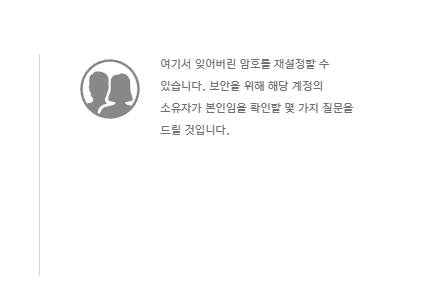 여기서 잊어버린 암호를 재설정할 수
있습니다. 보안을 위해 해당 계정의
소유자가 본인임을 확인할 몇 가지 질문을
드릴 것입니다.